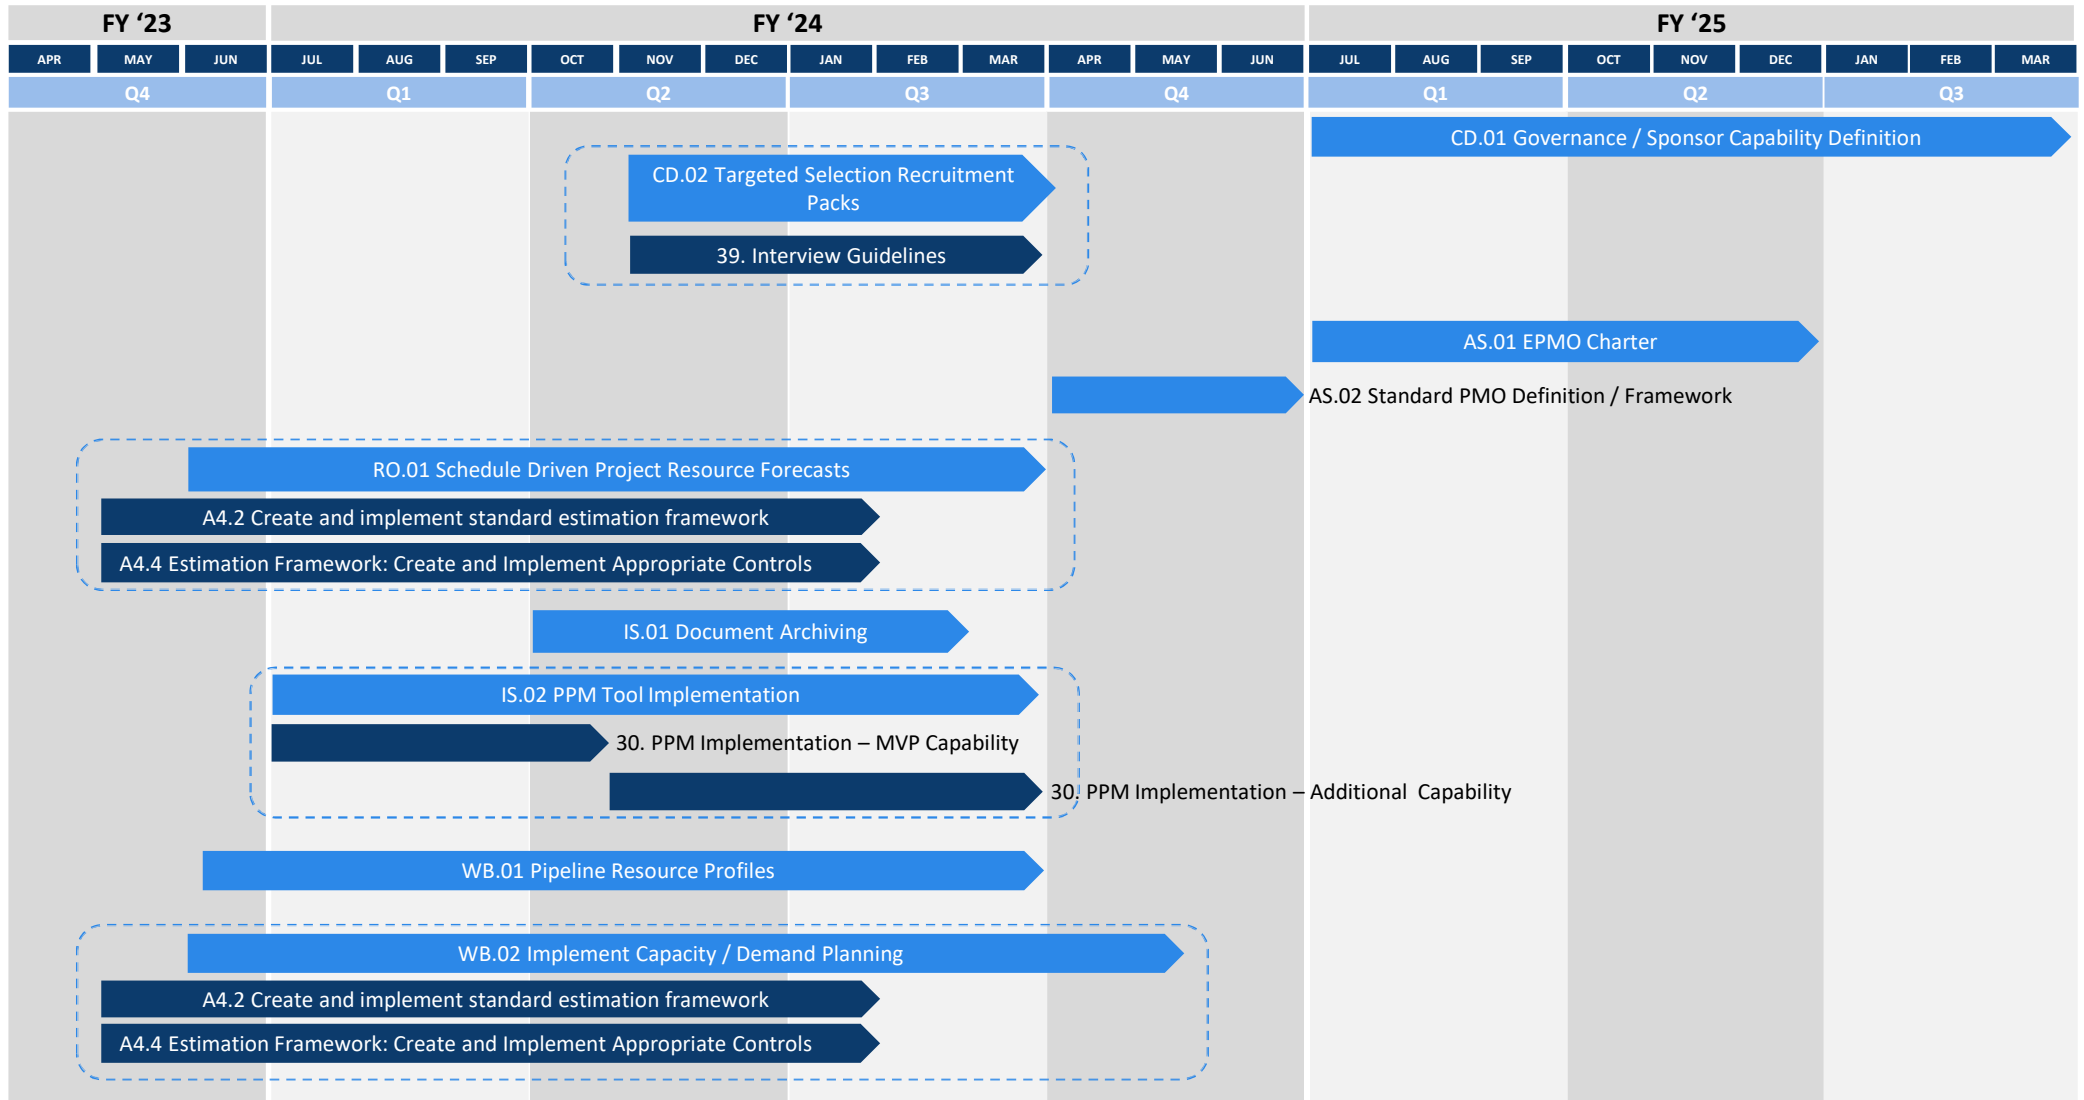 FY ‘23
FY ‘24
FY ‘25
APR MAY JUN JUL AUG SEP OCT NOV DEC JAN FEB MAR APR MAY JUN JUL AUG SEP OCT NOV DEC JAN FEB MAR
Q4 Q1 Q2 Q3 Q4 Q1 Q2 Q3
CD.01 Governance / Sponsor Capability Definition
CD.02 Targeted Selection Recruitment
Packs
39. Interview Guidelines
AS.01 EPMO Charter
AS.02 Standard PMO Definition / Framework
RO.01 Schedule Driven Project Resource Forecasts
A4.2 Create and implement standard estimation framework
A4.4 Estimation Framework: Create and Implement Appropriate Controls
IS.01 Document Archiving
IS.02 PPM Tool Implementation
30. PPM Implementation – MVP Capability
30. PPM Implementation – Additional Capability
WB.01 Pipeline Resource Profiles
WB.02 Implement Capacity / Demand Planning
A4.2 Create and implement standard estimation framework
A4.4 Estimation Framework: Create and Implement Appropriate Controls